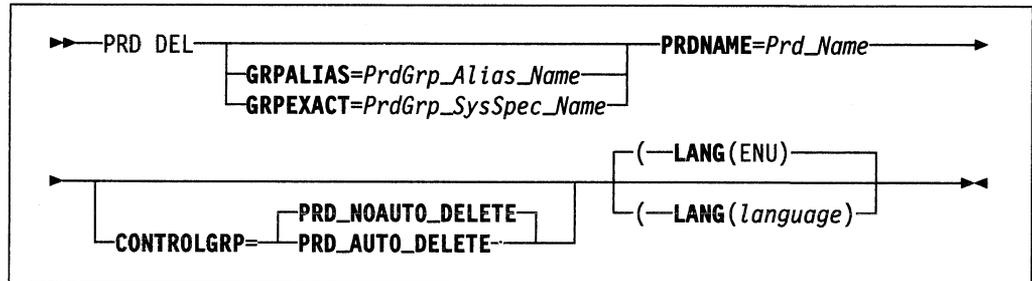 PRD DEL PRDNAME=Prd_Name
GRPALIAS=PrdGrp_Alias_Name
GRPEXACT=PrdGrp_SysSpec_Name
(LANG(ENU)
(LANG(language)
PRD_NOAUTO_DELETE
CONTROLGRP= PRD_AUTO_DELETE